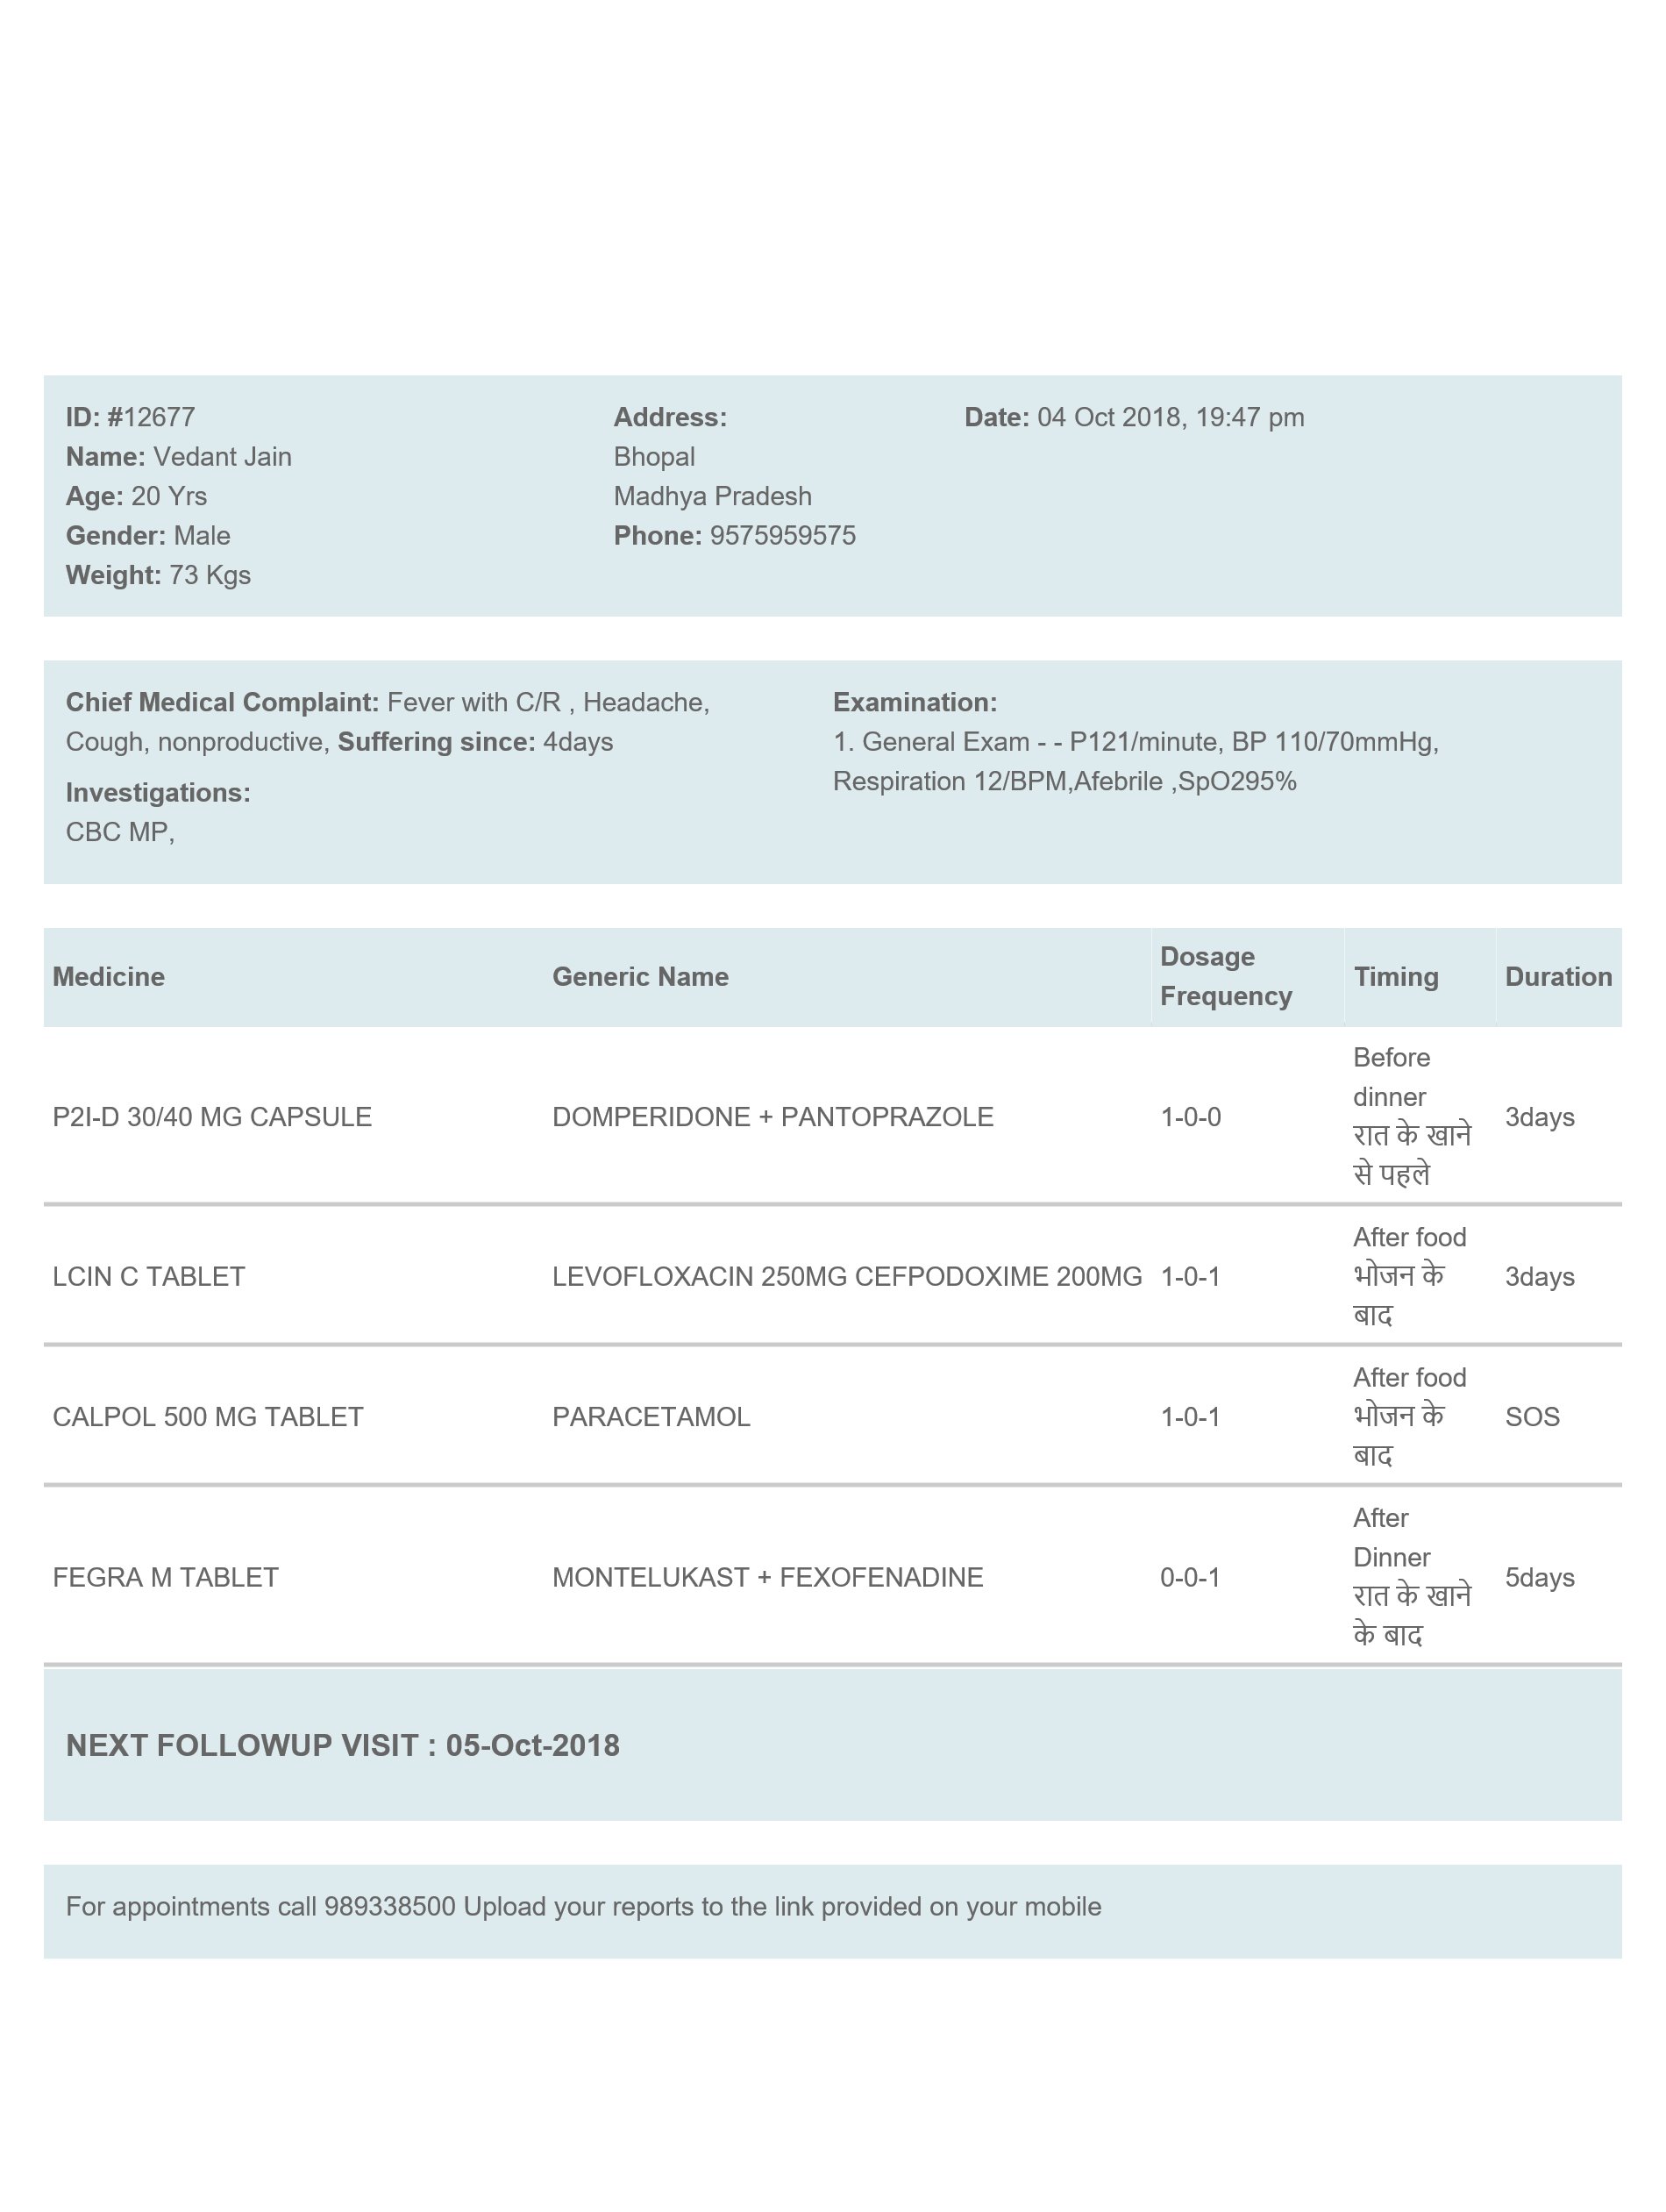 ID: #12677
Name: Vedant Jain
Age: 20 Yrs
Gender: Male
Weight: 73 Kgs
Address:
Bhopal
Madhya Pradesh
Phone: 9575959575
Date: 04 Oct 2018, 19:47 pm
Chief Medical Complaint: Fever with C/R , Headache,
Cough, nonproductive, Suffering since: 4days
Investigations:
CBC MP,
Examination:
1. General Exam - - P121/minute, BP 110/70mmHg,
Respiration 12/BPM,Afebrile ,SpO295%
Medicine
Generic Name
Dosage
Frequency
Timing
Duration
P2I-D 30/40 MG CAPSULE
DOMPERIDONE + PANTOPRAZOLE
1-0-0
Before
dinner
रात के खाने
से पहले
3days
LCIN C TABLET
LEVOFLOXACIN 250MG CEFPODOXIME 200MG
1-0-1
After food
भोजन के
बाद
3days
CALPOL 500 MG TABLET
PARACETAMOL
1-0-1
After food
भोजन के
बाद
SOS
FEGRA M TABLET
MONTELUKAST + FEXOFENADINE
0-0-1
After
Dinner
रात के खाने
के बाद
5days
NEXT FOLLOWUP VISIT : 05-Oct-2018
For appointments call 989338500 Upload your reports to the link provided on your mobile